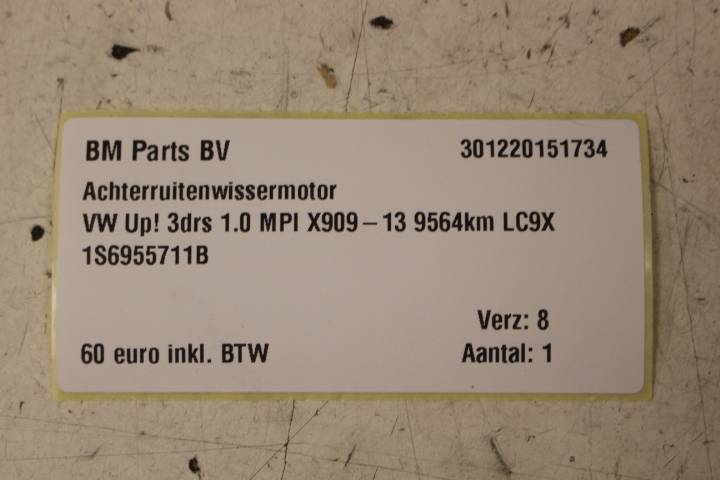 BM Parts BV 301220151734
Achterruitenwissermotor
VW Up! 3drs 1.0 MPI X909–13 9564km LC9X
1S6955711B
Verz: 8
60 euro inkl. BTW Aantal: 1